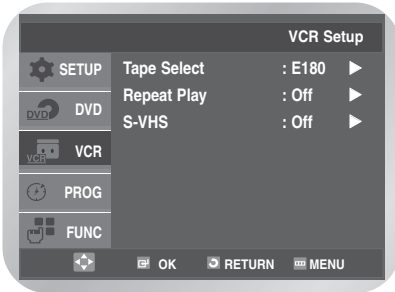 VCR Setup
SETUP
Tape Select : E180
Repeat Play : Off
DVD DVD
S-VHS : Off
VCR VCR
PROG
FUNC
OK RETURN MENU